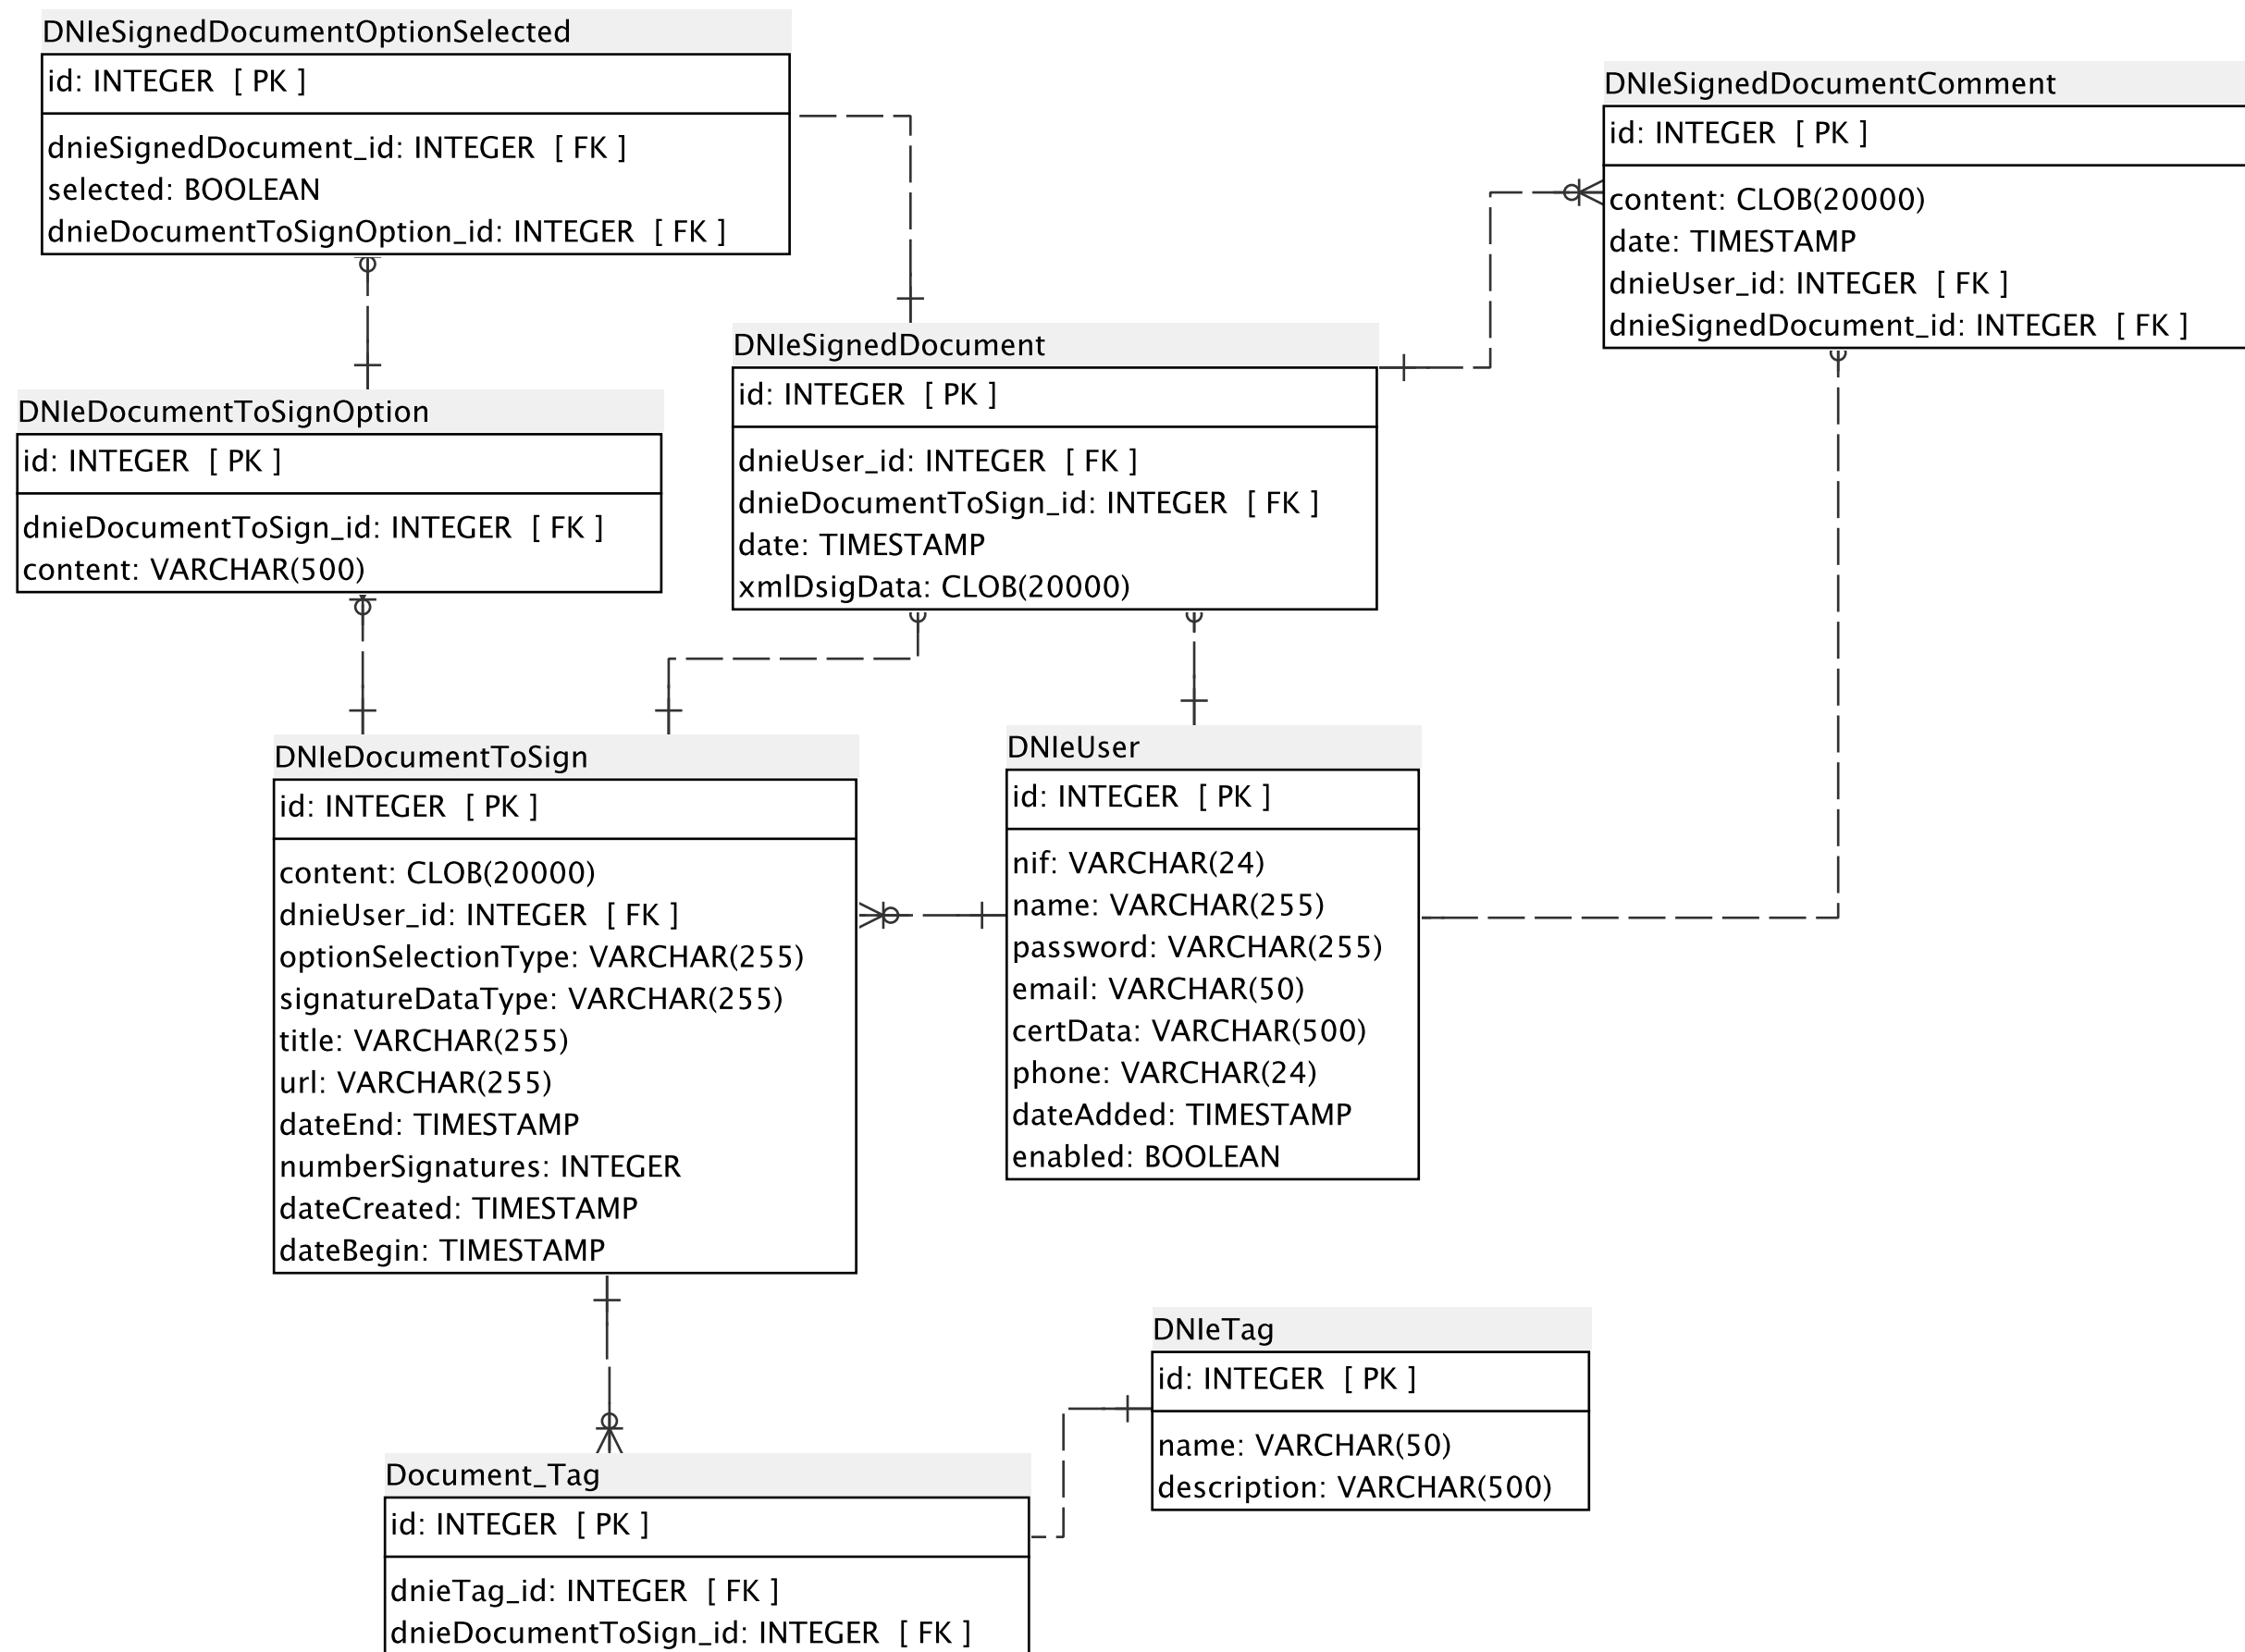 DNIeSignedDocumentOptionSelected
id: INTEGER [ PK ]
dnieSignedDocument_id: INTEGER [ FK ]
selected: BOOLEAN
dnieDocumentToSignOption_id: INTEGER [ FK ]
DNIeSignedDocumentComment
id: INTEGER [ PK ]
content: CLOB(20000)
date: TIMESTAMP
dnieUser_id: INTEGER [ FK ]
dnieSignedDocument_id: INTEGER [ FK ]
DNIeSignedDocument
id: INTEGER [ PK ]
dnieUser_id: INTEGER [ FK ]
dnieDocumentToSign_id: INTEGER [ FK ]
date: TIMESTAMP
xmlDsigData: CLOB(20000)
DNIeDocumentToSignOption
id: INTEGER [ PK ]
dnieDocumentToSign_id: INTEGER [ FK ]
content: VARCHAR(500)
DNIeDocumentToSign
id: INTEGER [ PK ]
content: CLOB(20000)
dnieUser_id: INTEGER [ FK ]
optionSelectionType: VARCHAR(255)
signatureDataType: VARCHAR(255)
title: VARCHAR(255)
url: VARCHAR(255)
dateEnd: TIMESTAMP
numberSignatures: INTEGER
dateCreated: TIMESTAMP
dateBegin: TIMESTAMP
DNIeUser
id: INTEGER [ PK ]
nif: VARCHAR(24)
name: VARCHAR(255)
password: VARCHAR(255)
email: VARCHAR(50)
certData: VARCHAR(500)
phone: VARCHAR(24)
dateAdded: TIMESTAMP
enabled: BOOLEAN
DNIeTag
id: INTEGER [ PK ]
name: VARCHAR(50)
description: VARCHAR(500)
Document_Tag
id: INTEGER [ PK ]
dnieTag_id: INTEGER [ FK ]
dnieDocumentToSign_id: INTEGER [ FK ]